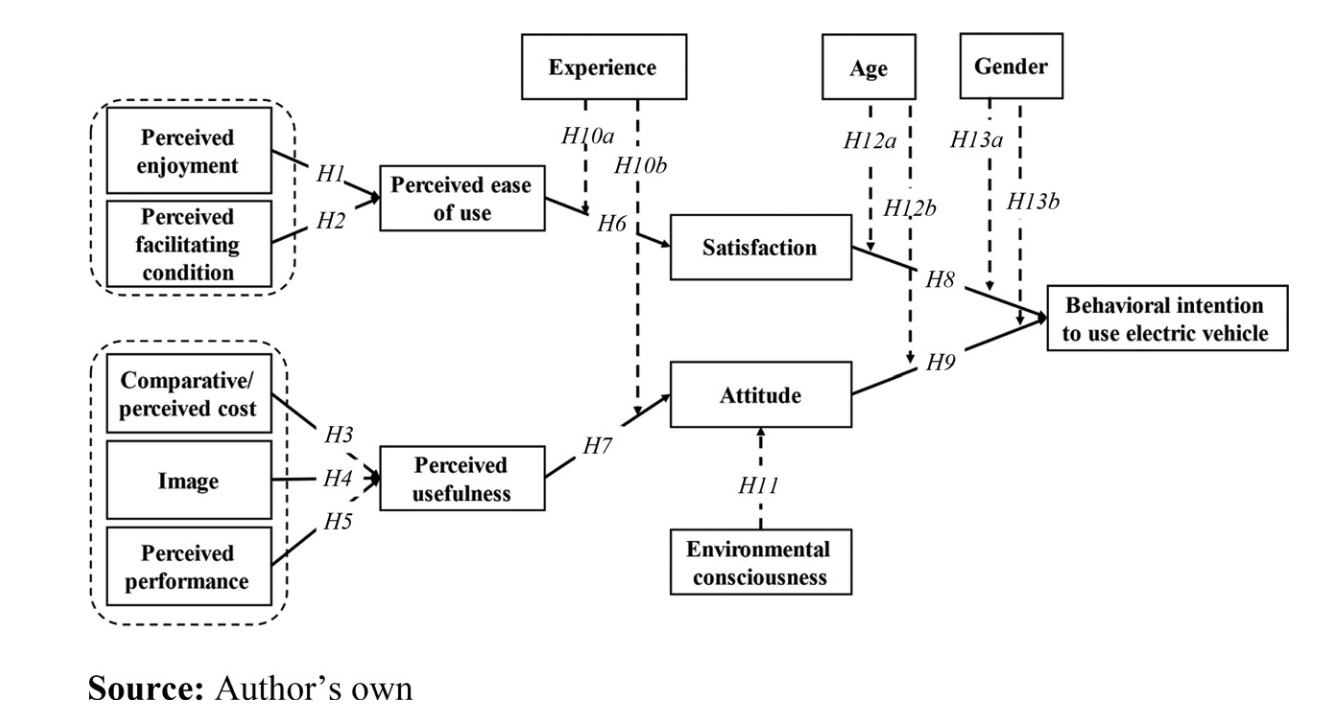 Experience
Age
Gender
H10a
H10b
H12a
H12b
H13a
H13b
Perceived
enjoyment
Perceived
facilitating
condition
H1
H2
Perceived ease
of use
H6
Satisfaction
H8
Behavioral intention
to use electric vehicle
Comparative/
perceived cost
Image
Perceived
performance
H3
H4
H5
Perceived
usefulness
H7
Attitude
H9
H11
Environmental
consciousness
Source: Author’s own